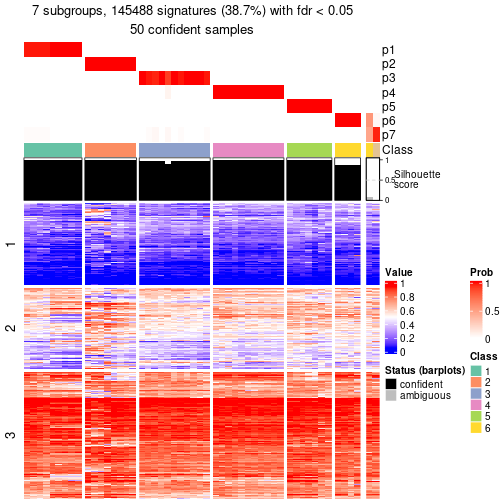 7 subgroups, 145488 signatures (38.7%) with fdr < 0.05
50 confident samples
p1
p2
p3
p4
p5
p6
p7
Class
1
0.5
0
Silhouette
score
1
2
3
Value
1
0.8
0.6
0.4
0.2
0
Prob
1
0.5
0
Status (barplots)
confident
ambiguous
Class
1
2
3
4
5
6